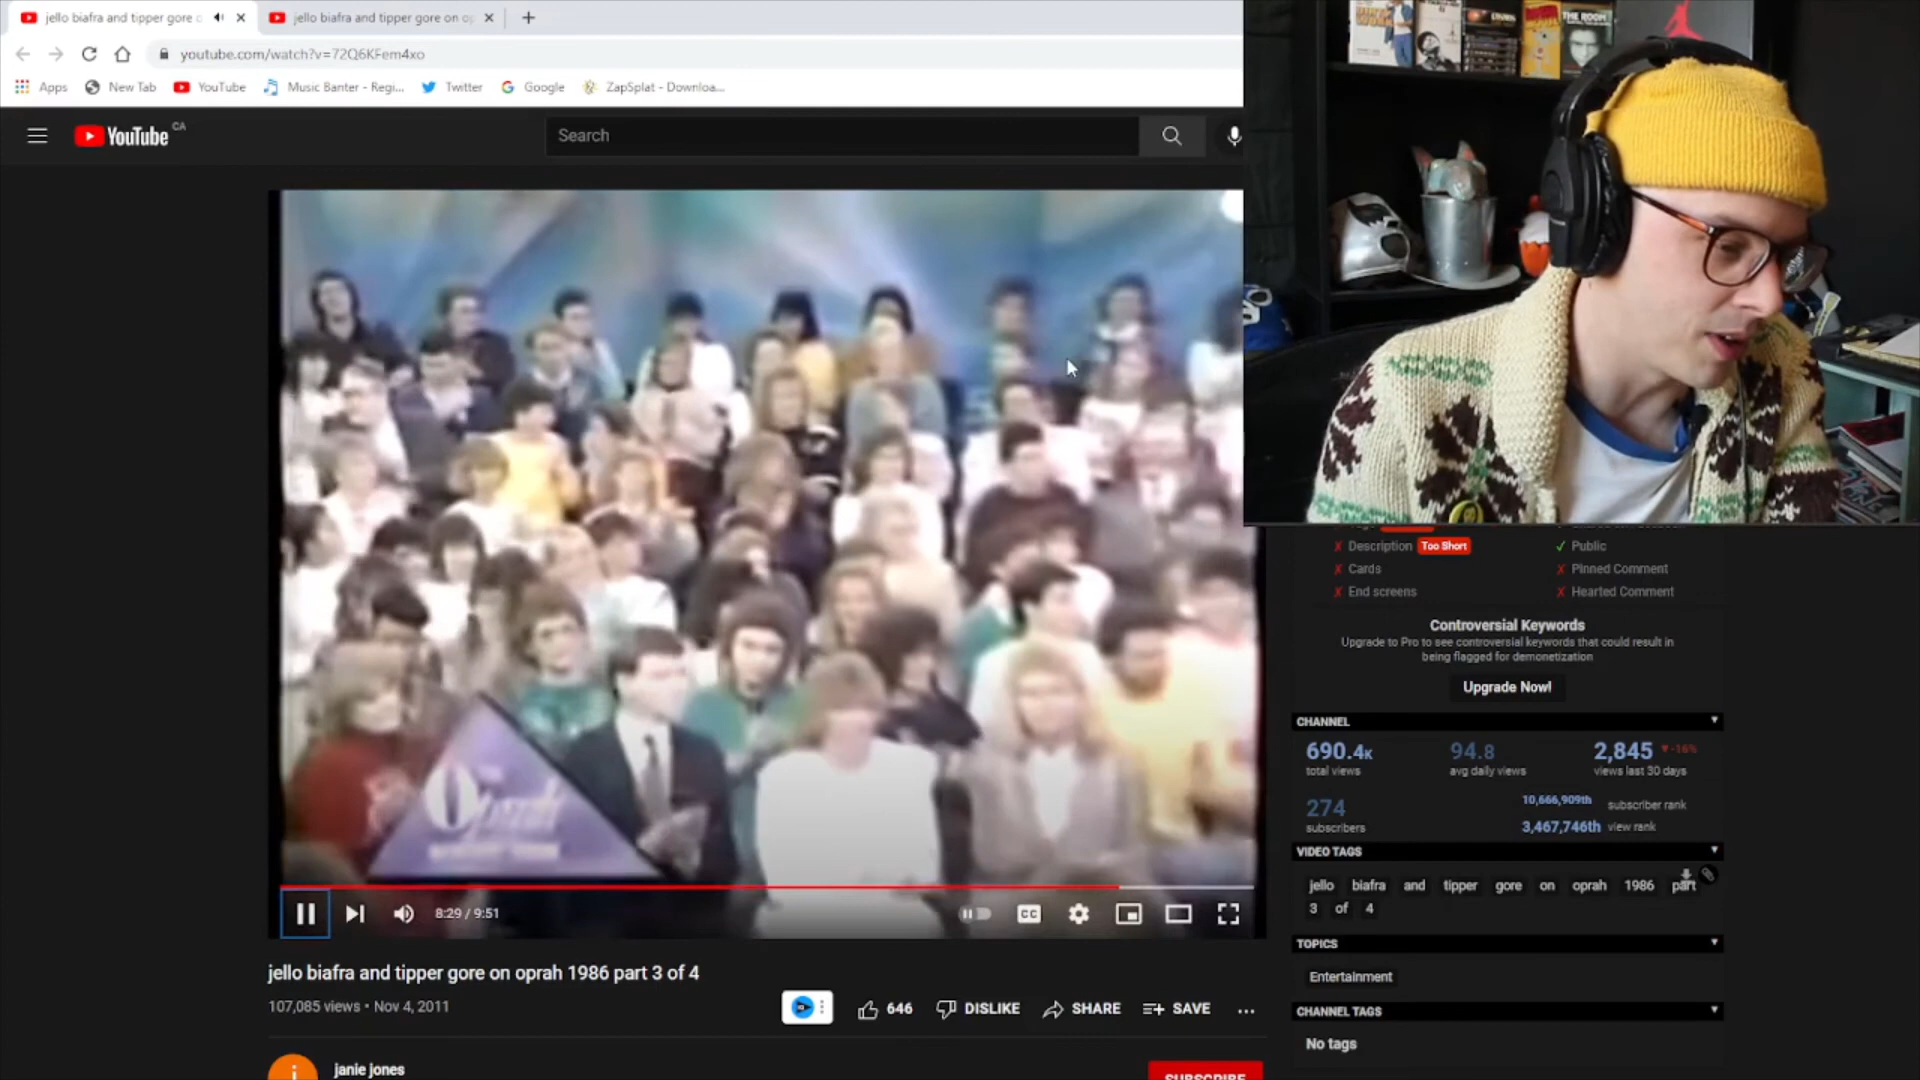 jello biafra and tipper gore o
jello biafra and tipper gore on o
youtube.com/watch?v=72Q6KFem4xo
Apps
New Tab
YouTube
Music Banter - Regi...
Twitter
Google
ZapSplat - Downloa...
YouTube CA
Search
THE ROOM
Oprah
8:29 / 9:51
CC
jello biafra and tipper gore on oprah 1986 part 3 of 4
107,085 views • Nov 4, 2011
646
DISLIKE
SHARE
SAVE
janie jones
SUBSCRIBE
Description Too Short
Public
Cards
Pinned Comment
End screens
Hearted Comment
Controversial Keywords
Upgrade to Pro to see controversial keywords that could result in
being flagged for demonetization
Upgrade Now!
CHANNEL
690.4k
94.8
2,845 -16%
total views
avg daily views
views last 30 days
274
10,666,909th subscriber rank
subscribers
3,467,746th view rank
VIDEO TAGS
jello biafra and tipper gore on oprah 1986 part
3 of 4
TOPICS
Entertainment
CHANNEL TAGS
No tags